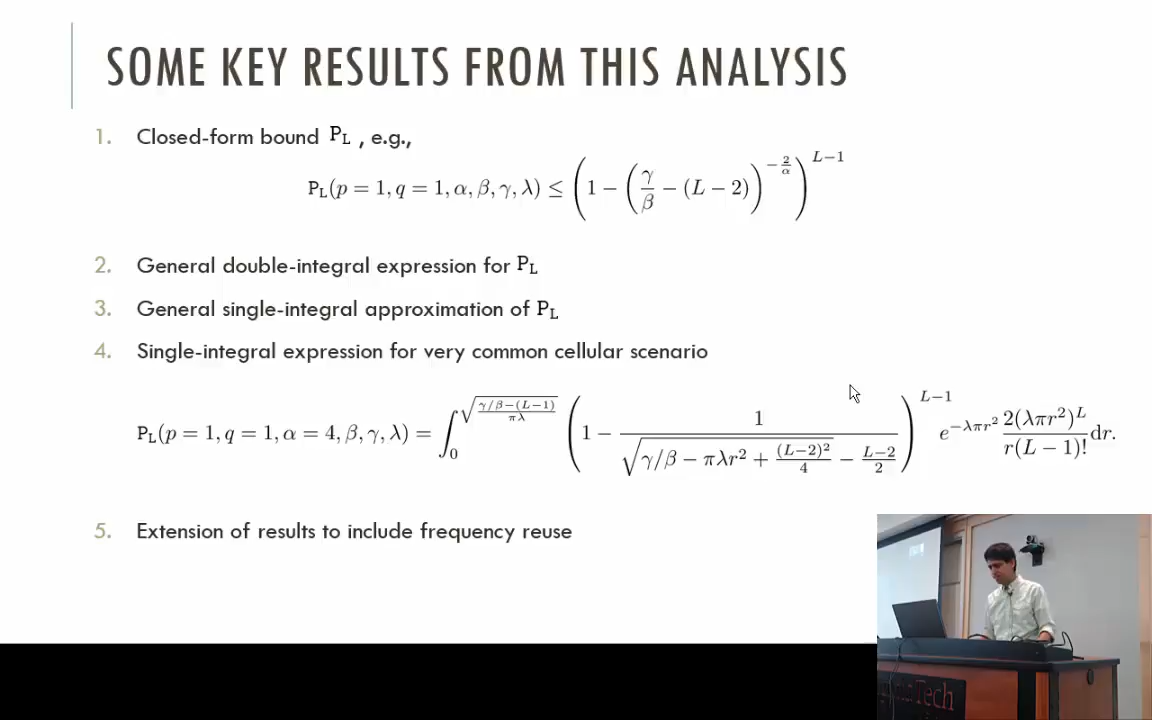 SOME KEY RESULTS FROM THIS ANALYSIS
1. Closed-form bound P_L , e.g.,
P_L(p = 1, q = 1, α, β, γ, λ) ≤ (1 − (γ/β − (L − 2))^{−2/α})^{L−1}
2. General double-integral expression for P_L
3. General single-integral approximation of P_L
4. Single-integral expression for very common cellular scenario
P_L(p = 1, q = 1, α = 4, β, γ, λ) = ∫_0^{√((γ/β−(L−1))/(πλ))} (1 − 1/(√(γ/β − πλr² + (L−2)²/4) − (L−2)/2))^{L−1} e^{−λπr²} 2(λπr²)^L/(r(L − 1)!) dr.
5. Extension of results to include frequency reuse
Tech